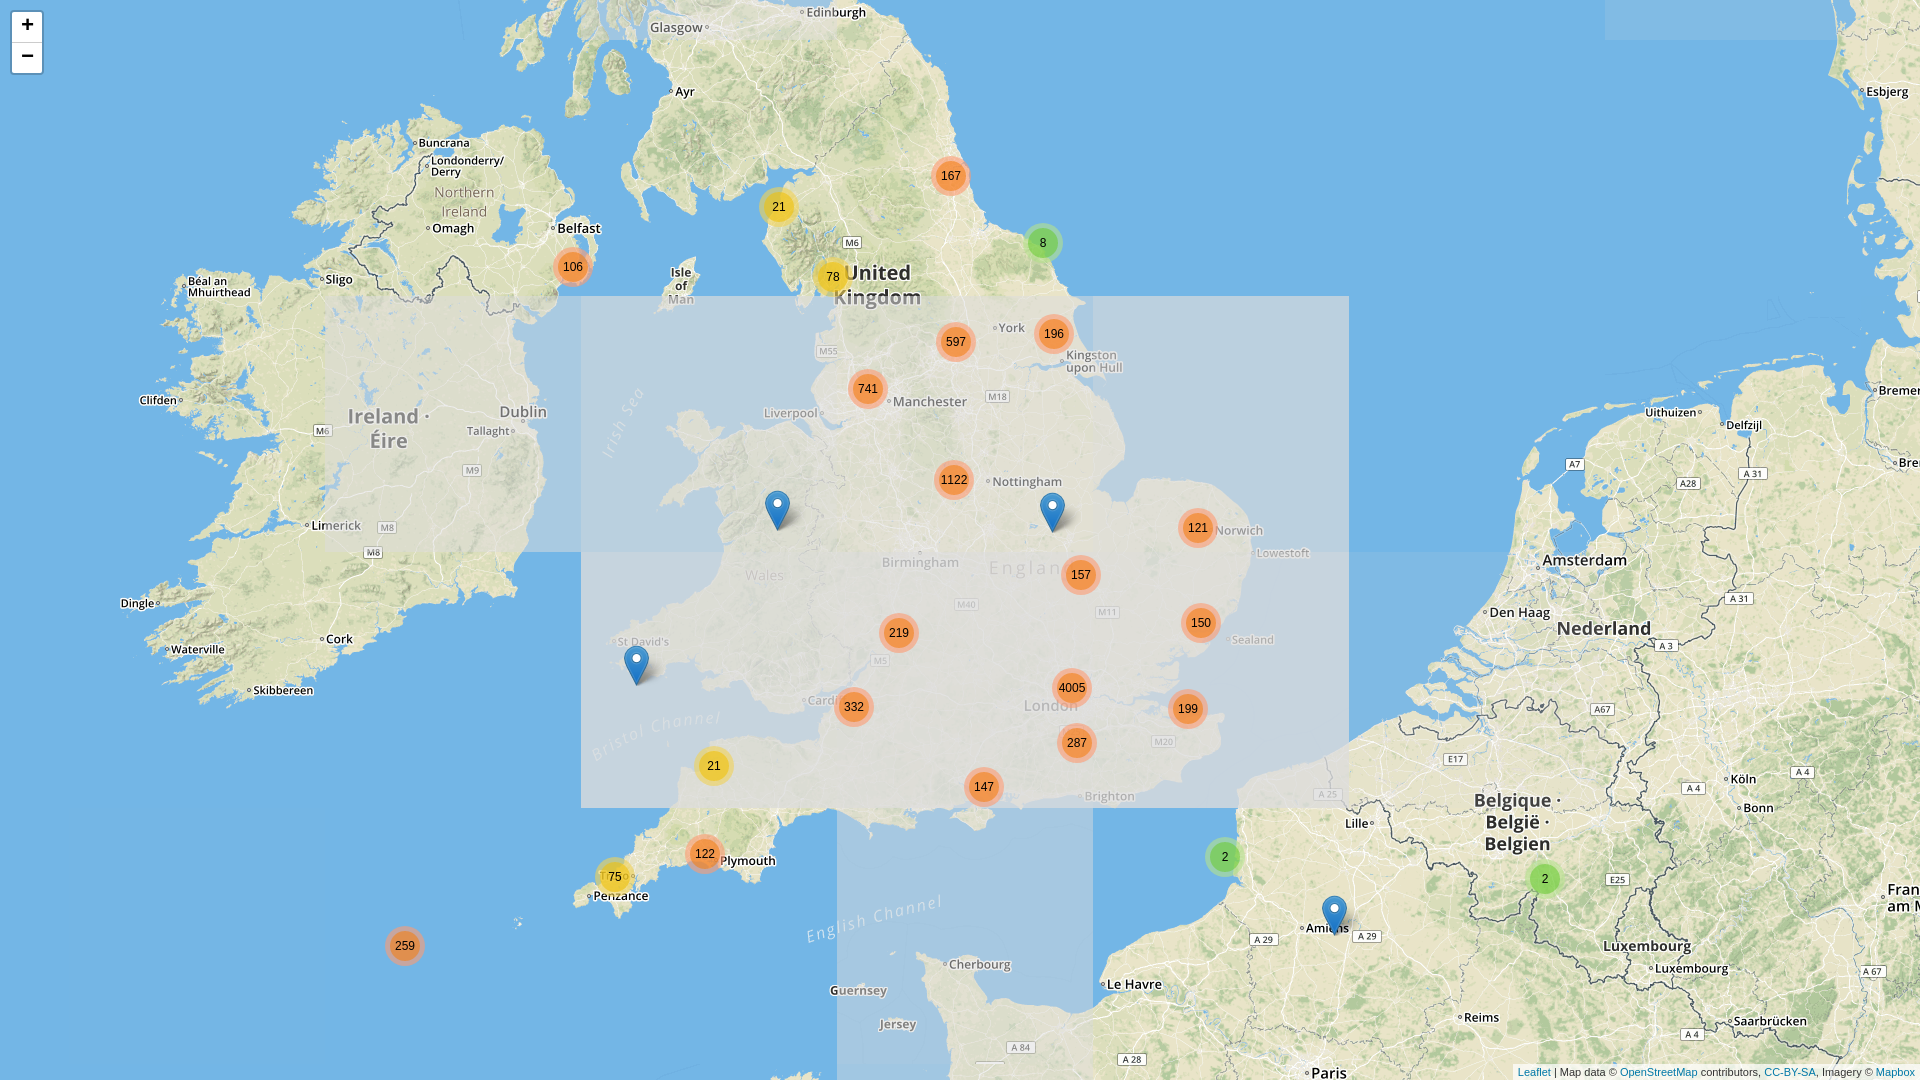 +
−
Glasgow
Edinburgh
Ayr
Esbjerg
Buncrana
Londonderry/
Derry
167
Northern
Ireland
21
Omagh
Belfast
8
M6
106
78
United
Kingdom
Isle
of
Man
Sligo
Béal an
Mhuirthead
597
York
196
M55
Kingston
upon Hull
741
Manchester
M18
Irish Sea
Clifden
Ireland ·
Éire
Dublin
Tallaght
Liverpool
M6
M9
Uithuizen
Delfzijl
Bremer
A7
A 31
A28
Bre
1122
Nottingham
Limerick
M8
M8
121
Norwich
Lowestoft
Birmingham
Wales
Englan
157
Amsterdam
Dingle
M40
M11
A 31
Den Haag
Nederland
150
Sealand
219
Cork
St David's
Waterville
M5
A 3
Skibbereen
4005
London
332
Cardi
199
A67
Bristol Channel
287
M20
21
E17
147
Brighton
A 25
Köln
A 4
A 4
Bonn
Belgique ·
België ·
Belgien
Lille
122
Plymouth
2
75
Penzance
2
E25
Fran
am M
English Channel
259
Amiens
A 29
A 29
Luxembourg
Cherbourg
Luxembourg
A 67
Guernsey
Le Havre
Jersey
Reims
Saarbrücken
A 4
A 84
A 28
Paris
Leaflet | Map data © OpenStreetMap contributors, CC-BY-SA, Imagery © Mapbox